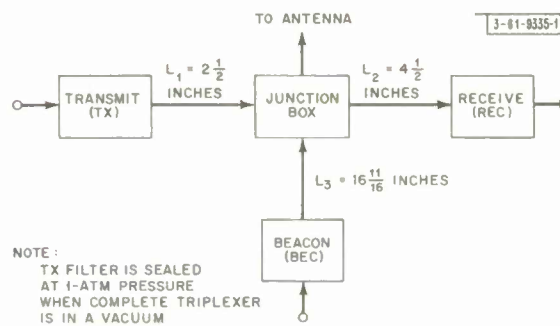 TO ANTENNA
3-61-9335-1
L₁ = 2 1/2
INCHES
L₂ = 4 1/2
INCHES
TRANSMIT
(TX)
JUNCTION
BOX
RECEIVE
(REC)
L₃ = 16 11/16 INCHES
BEACON
(BEC)
NOTE:
TX FILTER IS SEALED
AT 1-ATM PRESSURE
WHEN COMPLETE TRIPLEXER
IS IN A VACUUM